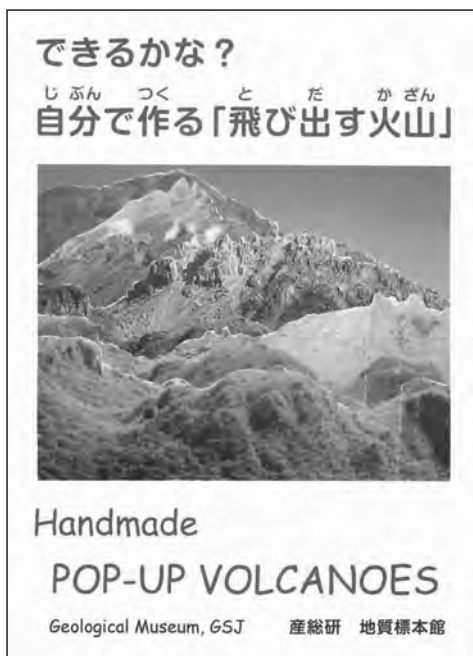 できるかな？
じぶん つく と だ か ざん
自分で作る「飛び出す火山」
Handmade
POP-UP VOLCANOES
Geological Museum, GSJ 産総研 地質標本館